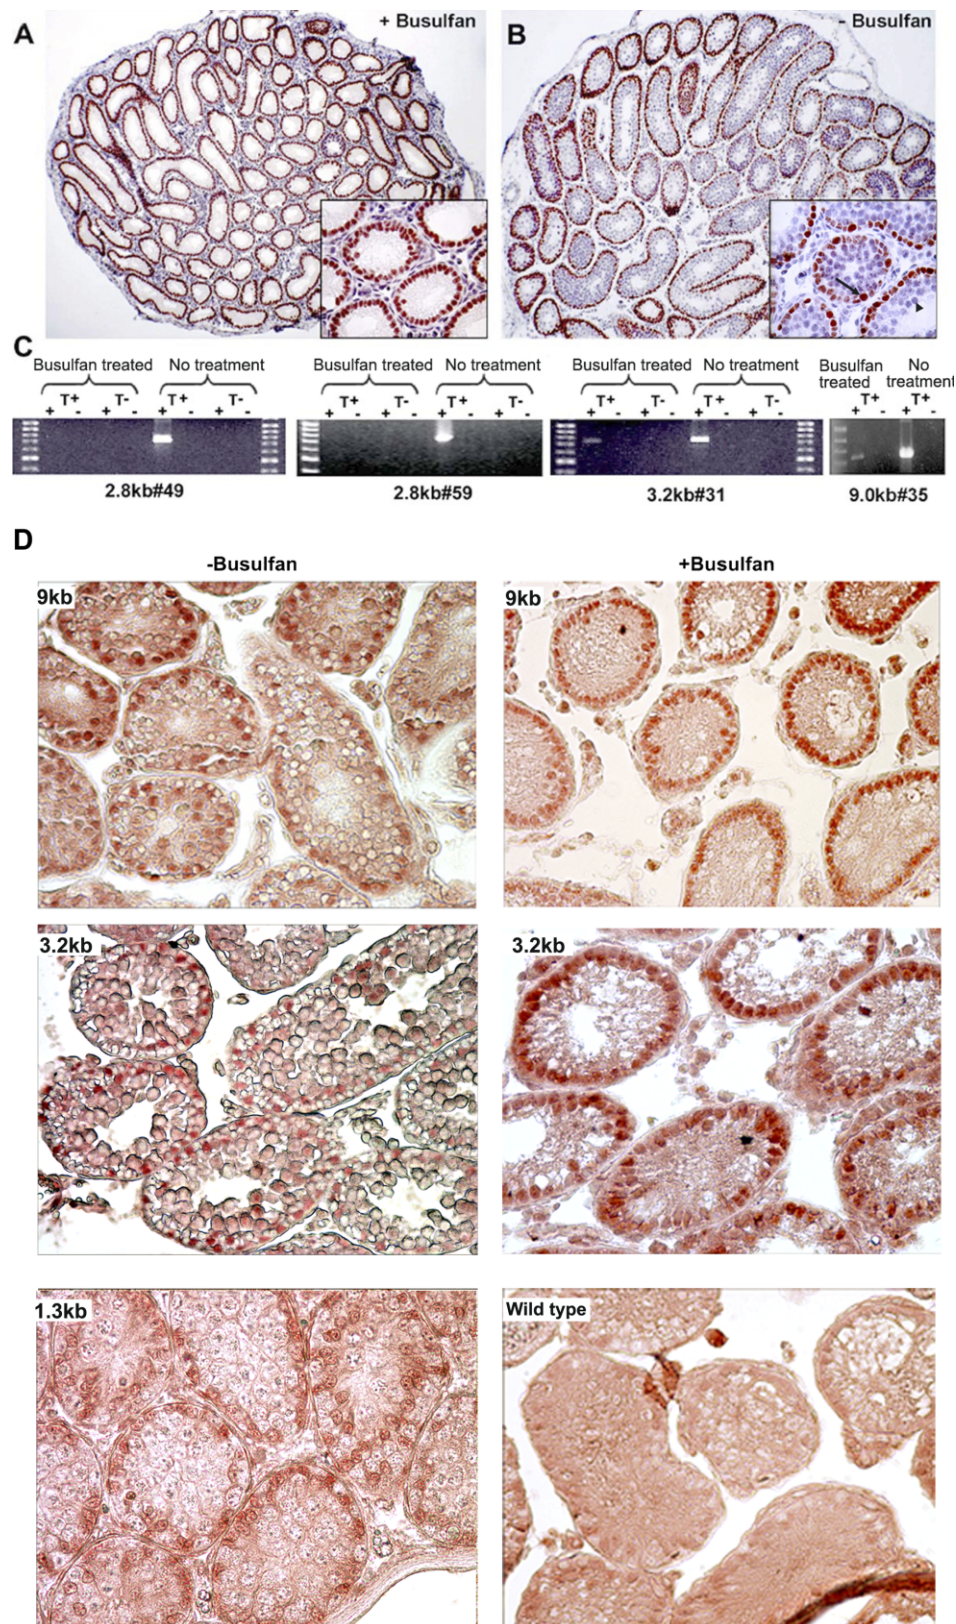 A + Busulfan
B - Busulfan
C
Busulfan treated No treatment Busulfan treated No treatment Busulfan treated No treatment Busulfan treated No treatment
T+ T- T+ T- T+ T- T+ T- T+ T- T+ T- T+ T+
+ - + - + - + - + - + - + - + - + - + - + - + - + - + -
2.8kb#49 2.8kb#59 3.2kb#31 9.0kb#35
D
-Busulfan +Busulfan
9kb 9kb
3.2kb 3.2kb
1.3kb Wild type